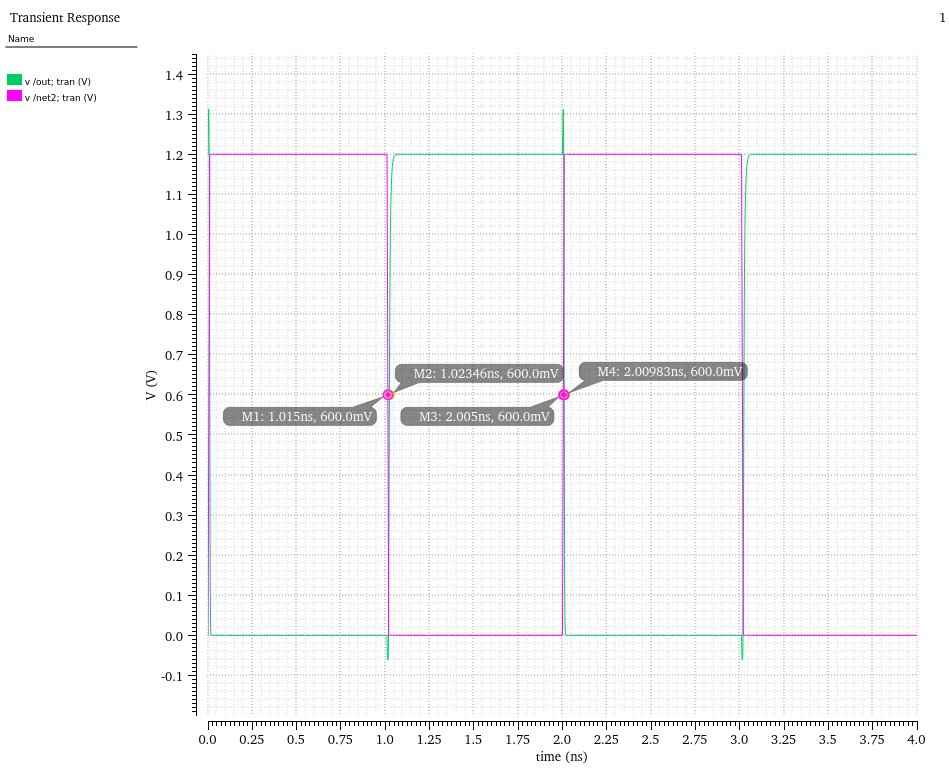 Transient Response
1
Name
v /out; tran (V)
v /net2; tran (V)
V (V)
1.4
1.3
1.2
1.1
1.0
0.9
0.8
0.7
0.6
0.5
0.4
0.3
0.2
0.1
0.0
-0.1
M2: 1.02346ns, 600.0mV
M4: 2.00983ns, 600.0mV
M1: 1.015ns, 600.0mV
M3: 2.005ns, 600.0mV
0.0 0.25 0.5 0.75 1.0 1.25 1.5 1.75 2.0 2.25 2.5 2.75 3.0 3.25 3.5 3.75 4.0
time (ns)